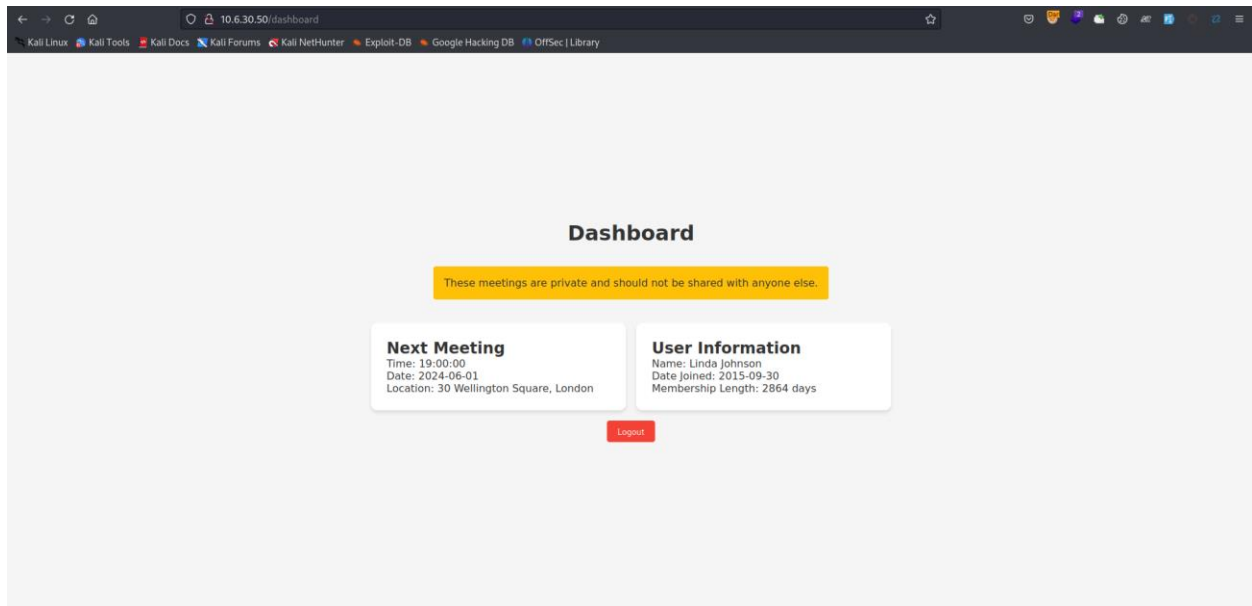 10.6.30.50/dashboard
Kali Linux Kali Tools Kali Docs Kali Forums Kali NetHunter Exploit-DB Google Hacking DB OffSec | Library
Dashboard
These meetings are private and should not be shared with anyone else.
Next Meeting
Time: 19:00:00
Date: 2024-06-01
Location: 30 Wellington Square, London
User Information
Name: Linda Johnson
Date Joined: 2015-09-30
Membership Length: 2864 days
Logout